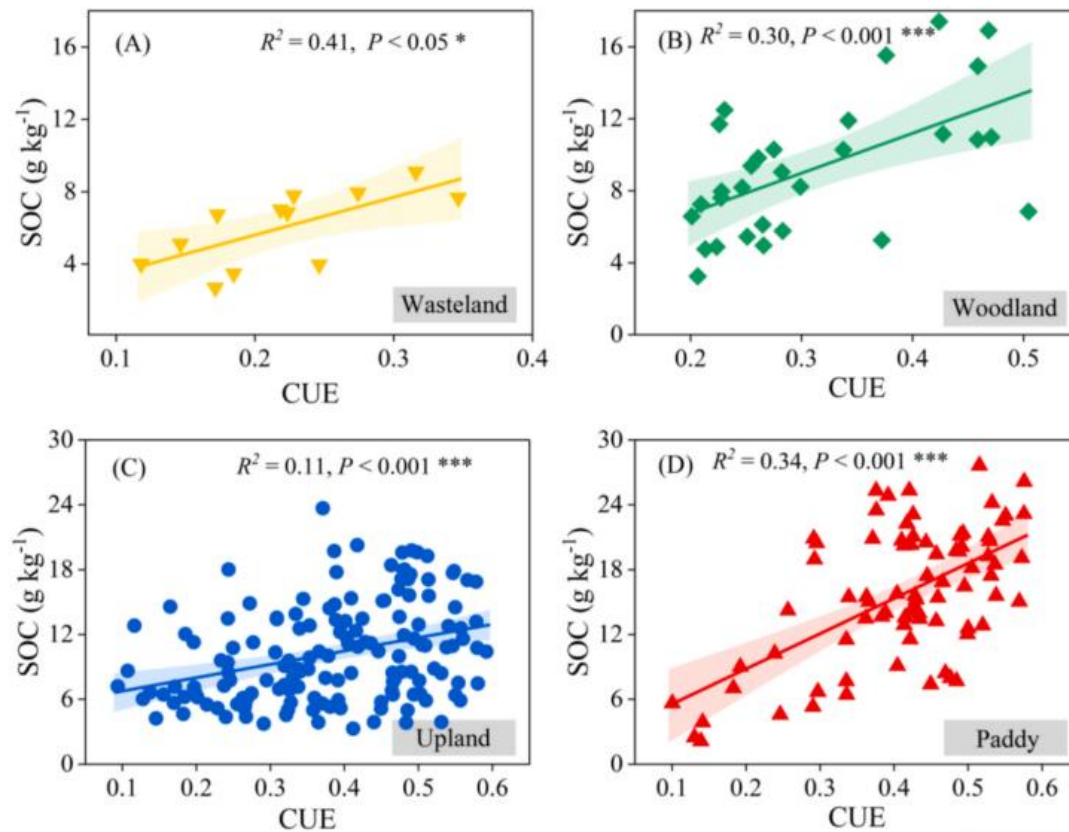 (A)
R² = 0.41, P < 0.05 *
SOC (g kg⁻¹)
16
12
8
4
Wasteland
0.1 0.2 0.3 0.4
CUE
(B)
R² = 0.30, P < 0.001 ***
SOC (g kg⁻¹)
16
12
8
4
0
Woodland
0.2 0.3 0.4 0.5
CUE
(C)
R² = 0.11, P < 0.001 ***
SOC (g kg⁻¹)
30
24
18
12
6
0
Upland
0.1 0.2 0.3 0.4 0.5 0.6
CUE
(D)
R² = 0.34, P < 0.001 ***
SOC (g kg⁻¹)
30
24
18
12
6
0
Paddy
0.1 0.2 0.3 0.4 0.5 0.6
CUE